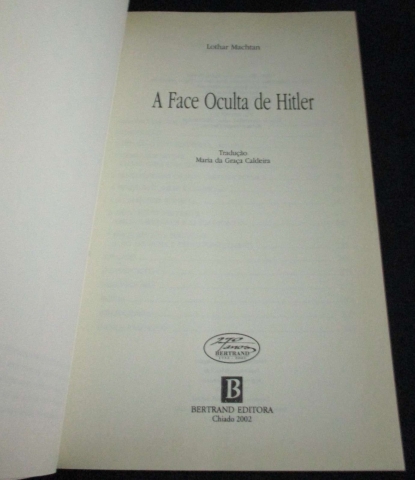 Lothar Machtan
A Face Oculta de Hitler
Tradução
Maria da Graça Caldeira
BERTRAND
B
BERTRAND EDITORA
Chiado 2002